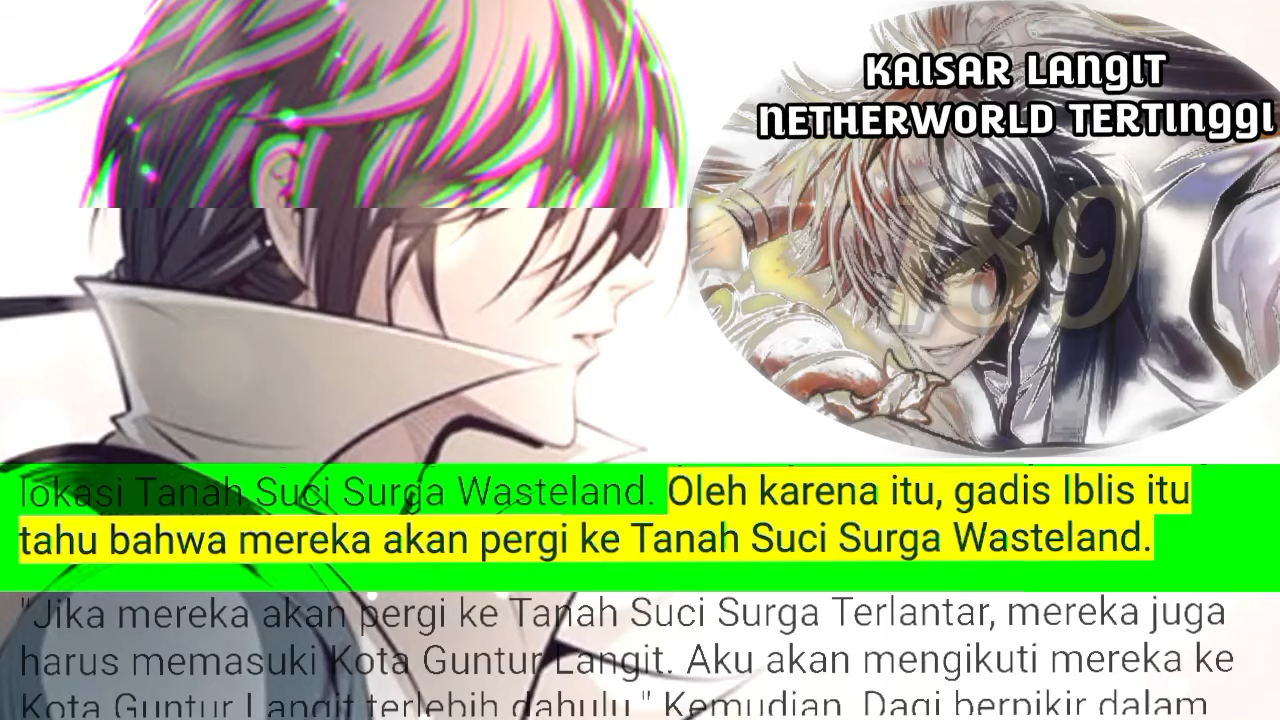 KAISAR LANGIT
NETHERWORLD TERTINGGI
189
lokasi Tanah Suci Surga Wasteland. Oleh karena itu, gadis Iblis itu
tahu bahwa mereka akan pergi ke Tanah Suci Surga Wasteland.
"Jika mereka akan pergi ke Tanah Suci Surga Terlantar, mereka juga
harus memasuki Kota Guntur Langit. Aku akan mengikuti mereka ke
Kota Guntur Langit terlebih dahulu." Kemudian, Dagi berpikir dalam